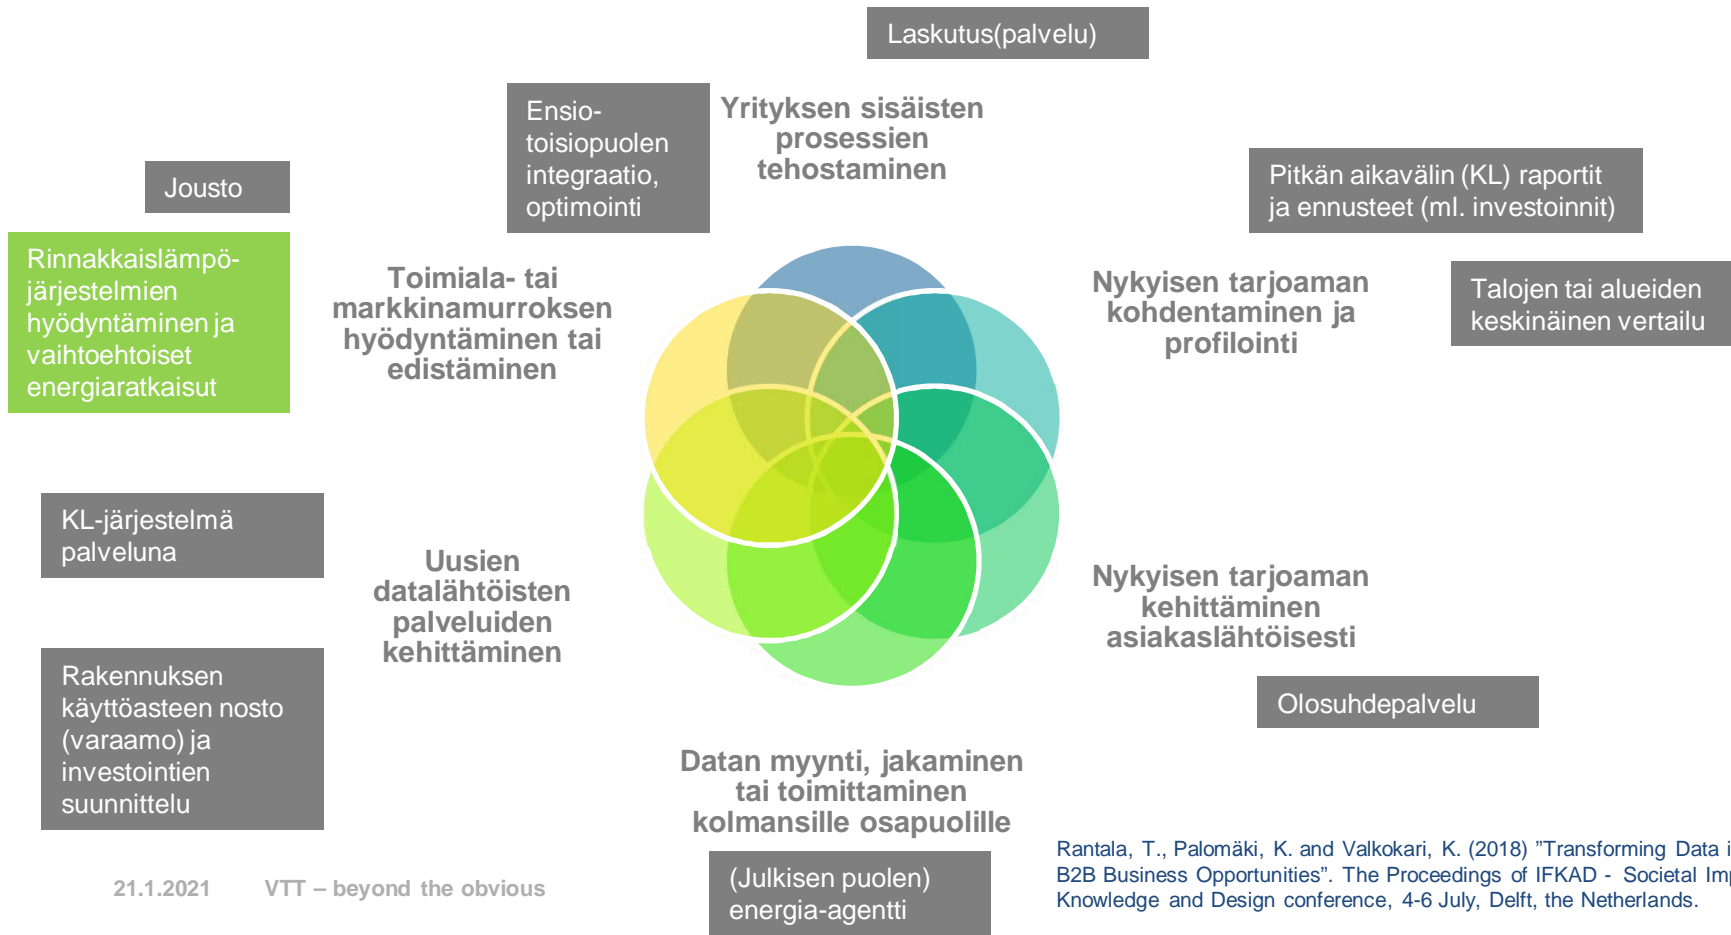 Laskutus(palvelu)
Ensio-
toisiopuolen
integraatio,
optimointi
Yrityksen sisäisten
prosessien
tehostaminen
Jousto
Pitkän aikavälin (KL) raportit
ja ennusteet (ml. investoinnit)
Rinnakkaislämpö-
järjestelmien
hyödyntäminen ja
vaihtoehtoiset
energiaratkaisut
Toimiala- tai
markkinamurroksen
hyödyntäminen tai
edistäminen
Nykyisen tarjoaman
kohdentaminen ja
profilointi
Talojen tai alueiden
keskinäinen vertailu
KL-järjestelmä
palveluna
Uusien
datalähtöisten
palveluiden
kehittäminen
Nykyisen tarjoaman
kehittäminen
asiakaslähtöisesti
Rakennuksen
käyttöasteen nosto
(varaamo) ja
investointien
suunnittelu
Olosuhdepalvelu
Datan myynti, jakaminen
tai toimittaminen
kolmansille osapuolille
(Julkisen puolen)
energia-agentti
Rantala, T., Palomäki, K. and Valkokari, K. (2018) ”Transforming Data
B2B Business Opportunities”. The Proceedings of IFKAD - Societal
Knowledge and Design conference, 4-6 July, Delft, the Netherlands.
21.1.2021 VTT – beyond the obvious